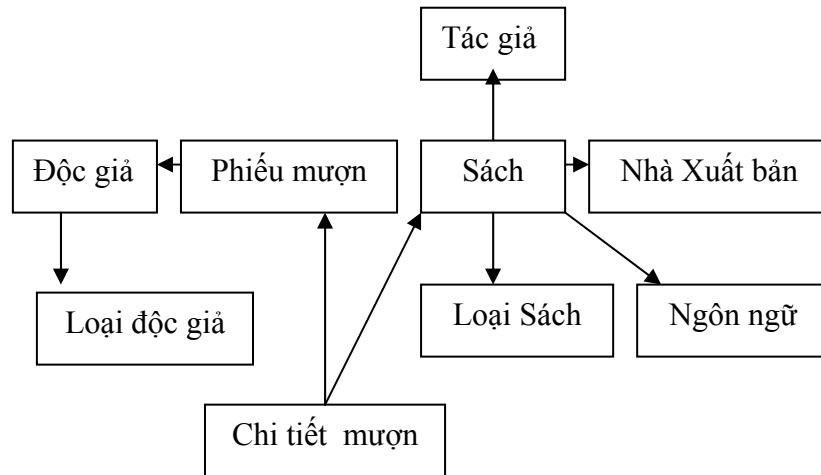 Tác giả
Độc giả
Phiếu mượn
Sách
Nhà Xuất bản
Loại độc giả
Loại Sách
Ngôn ngữ
Chi tiết mượn